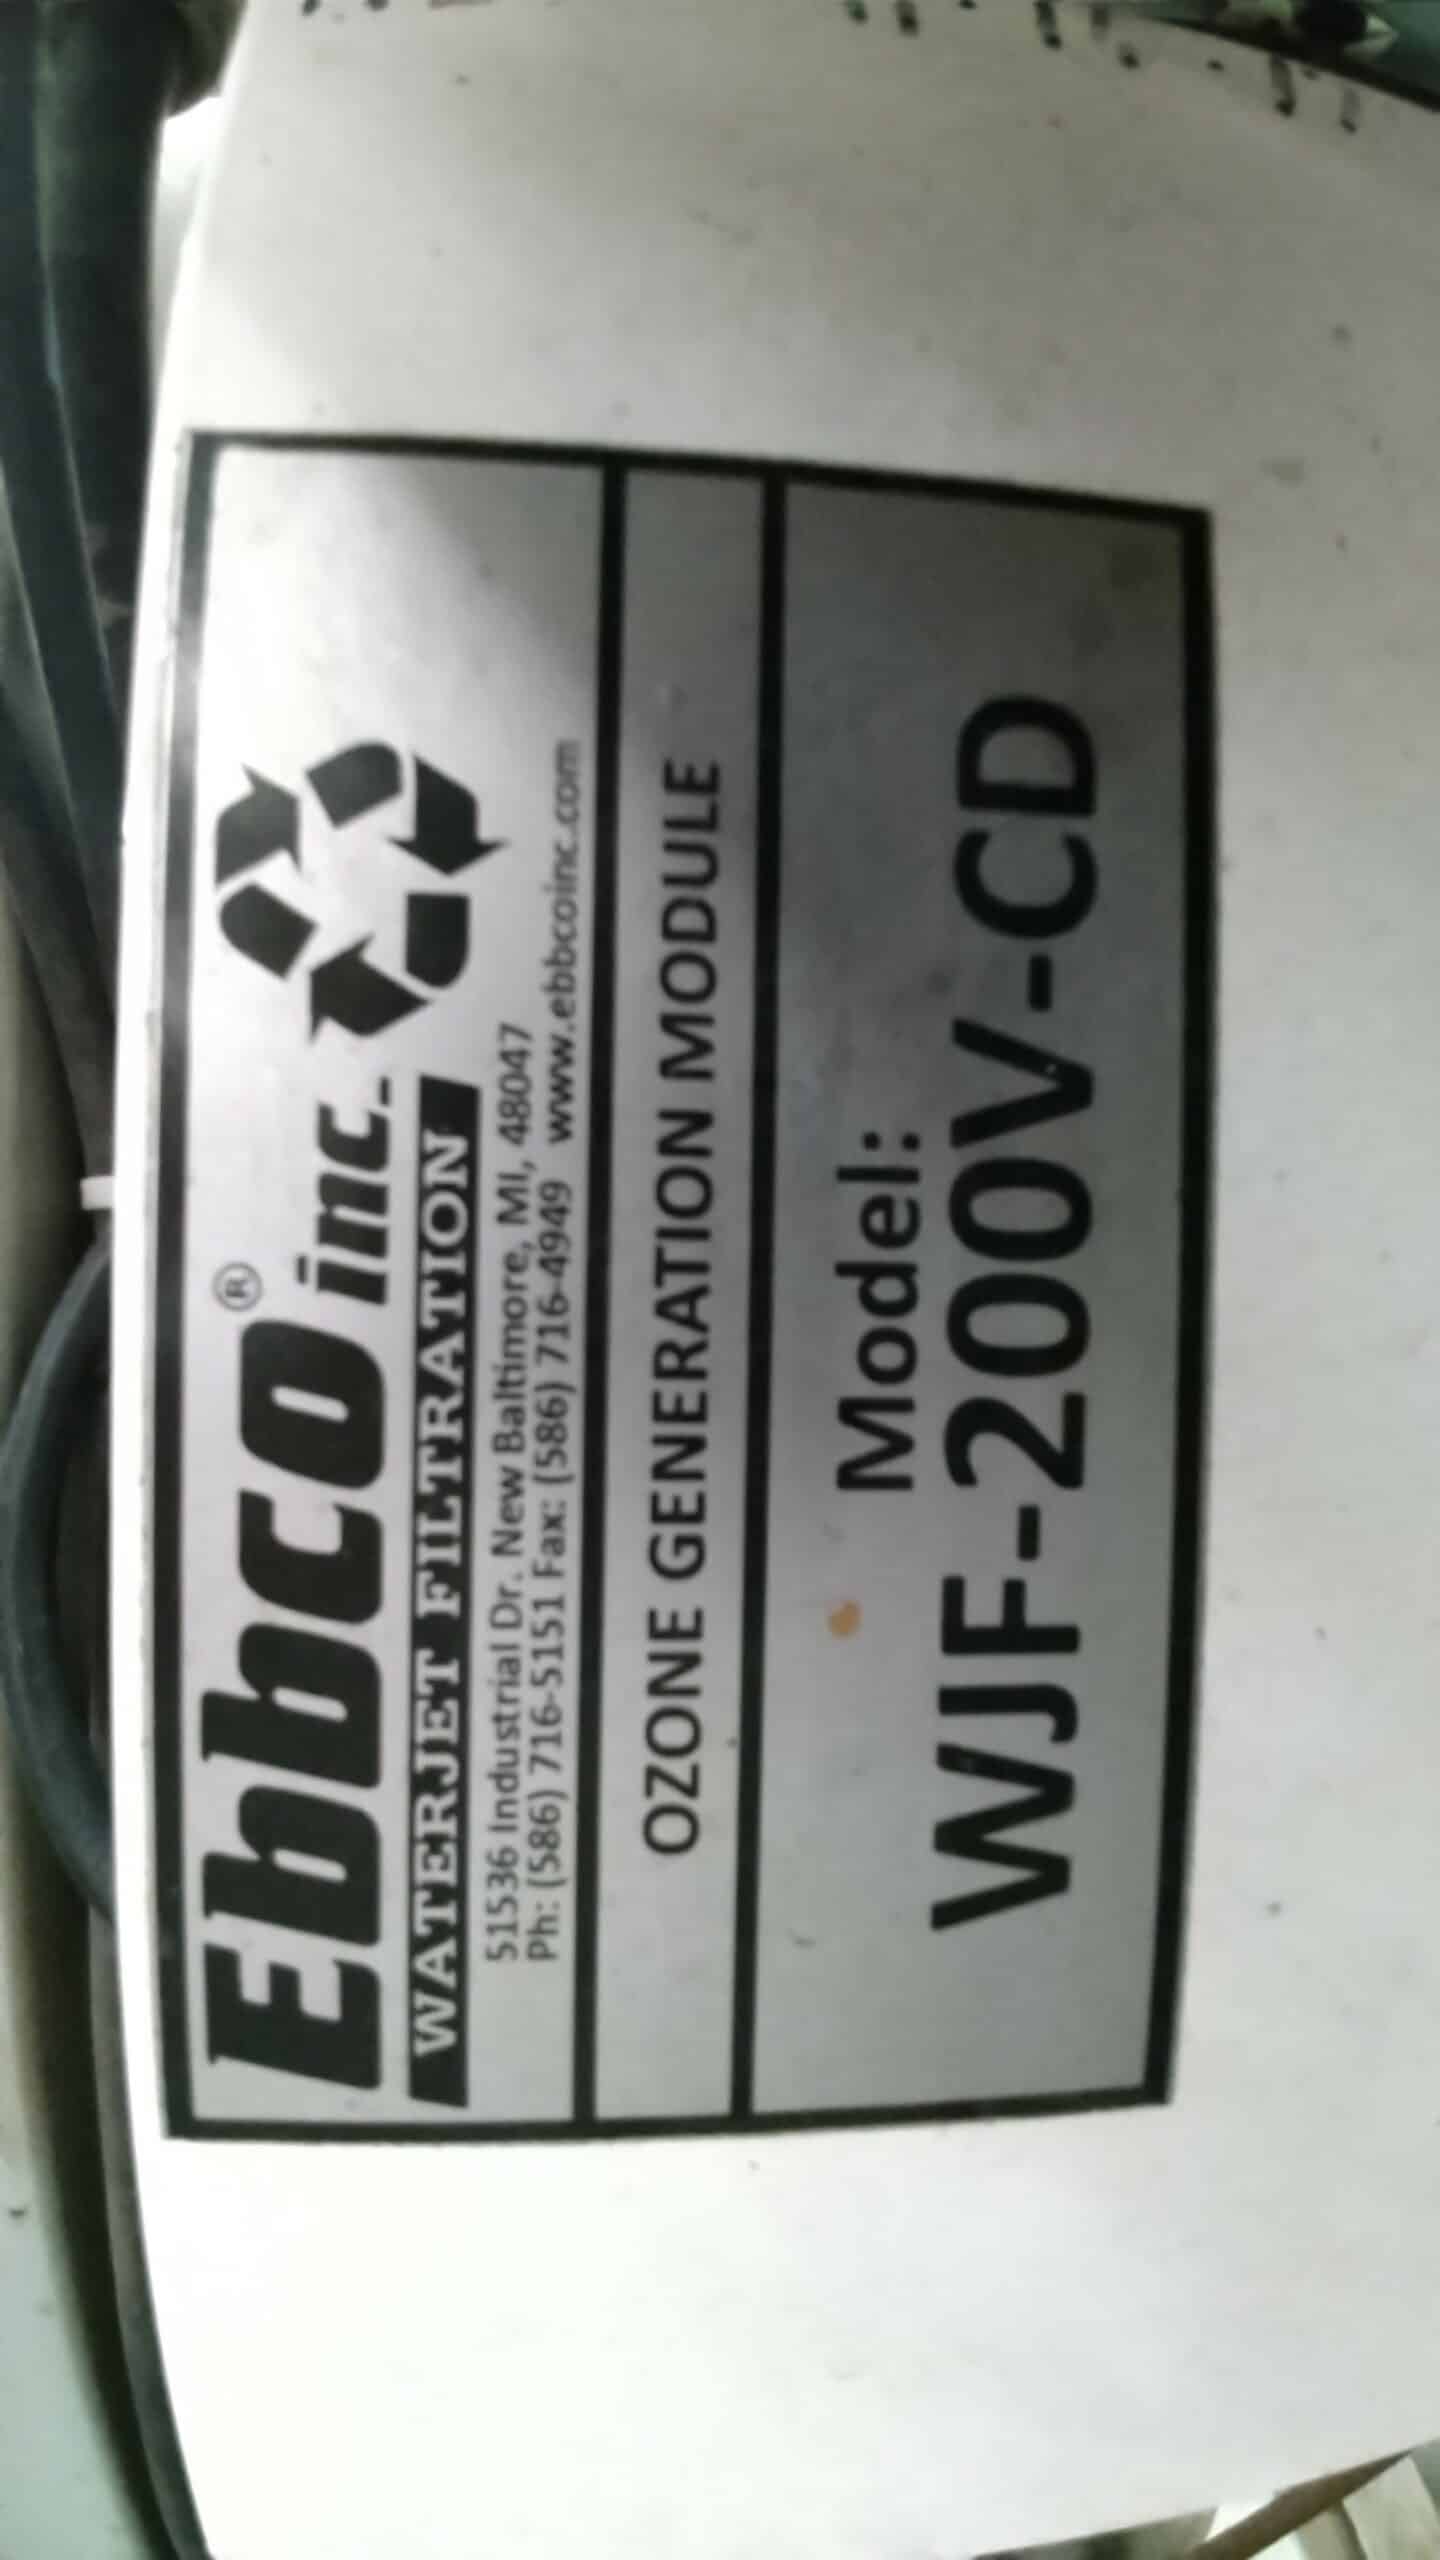 Ebbco® inc.
WATERJET FILTRATION
51536 Industrial Dr. New Baltimore, MI, 48047
Ph: (586) 716-5151 Fax: (586) 716-4949 www.ebbcoinc.com
OZONE GENERATION MODULE
Model:
WJF-200V-CD